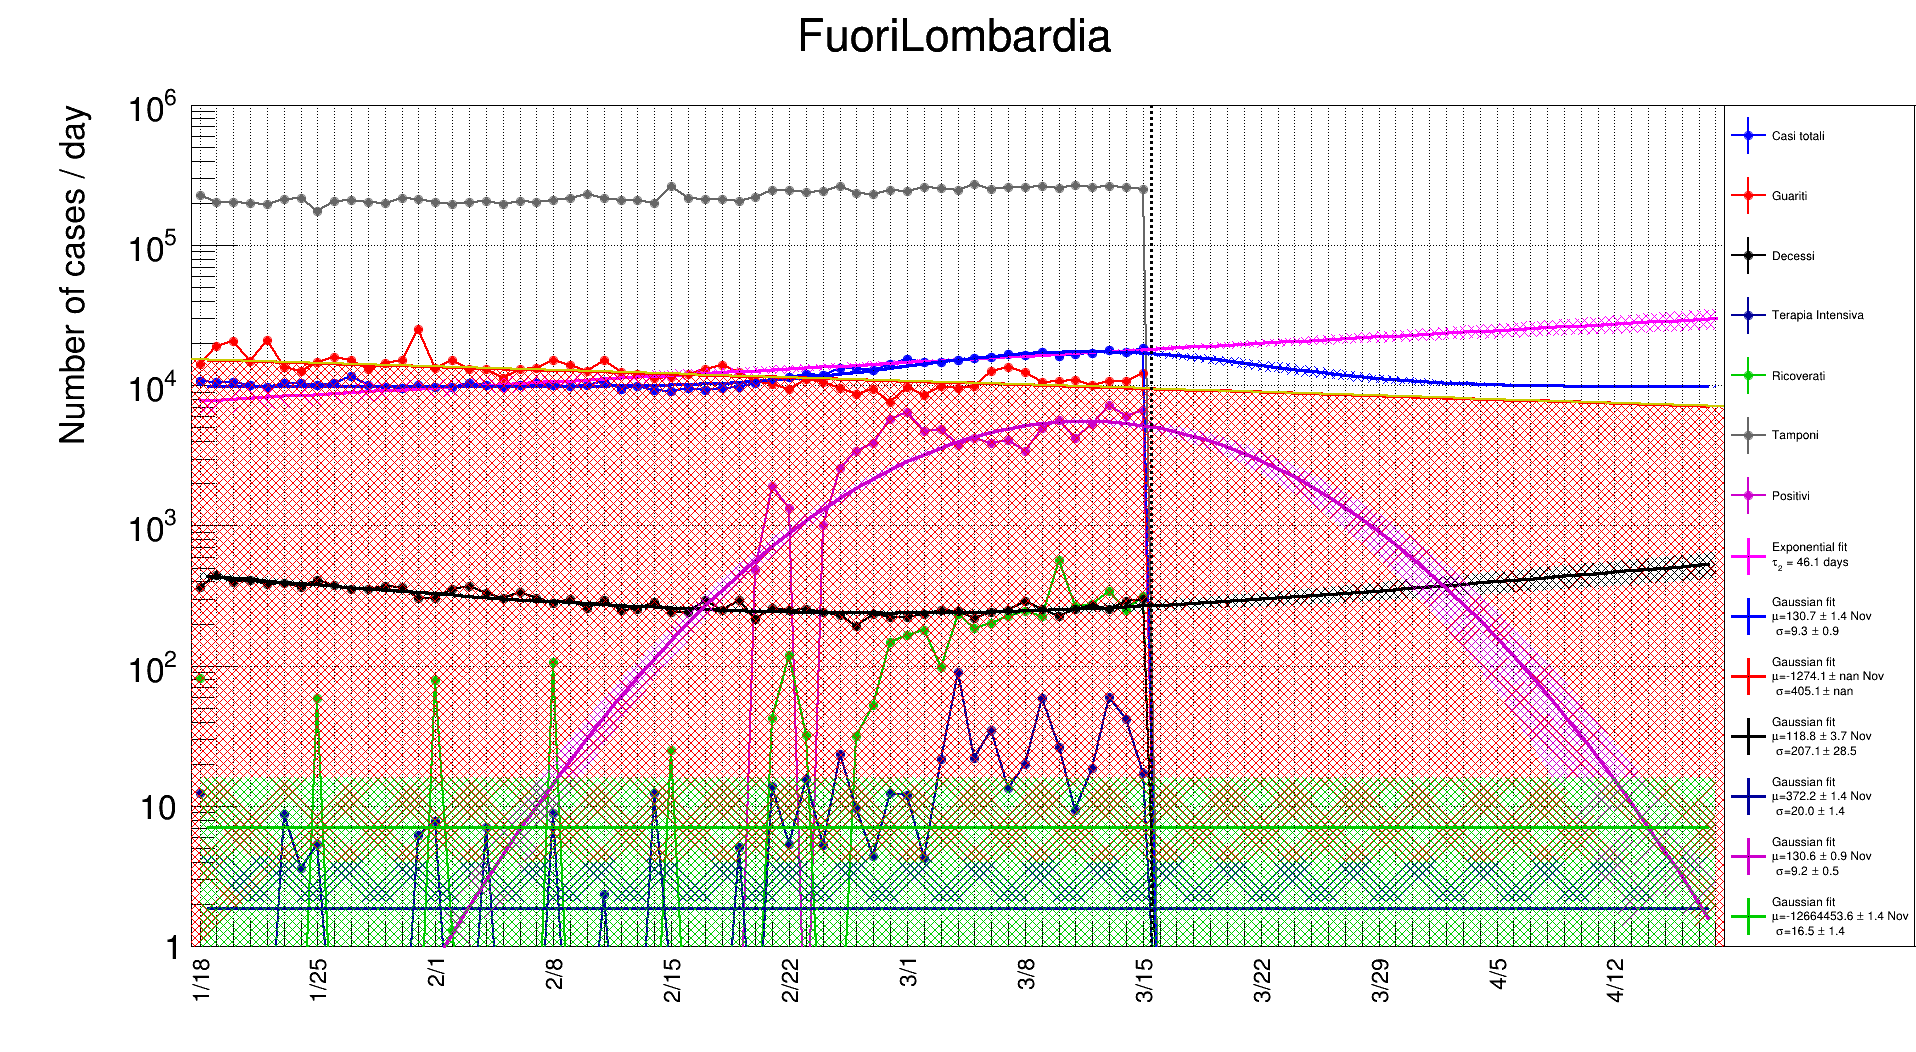 FuoriLombardia
Number of cases / day
10^6
10^5
10^4
10^3
10^2
10
1
1/18
1/25
2/1
2/8
2/15
2/22
3/1
3/8
3/15
3/22
3/29
4/5
4/12
Casi totali
Guariti
Decessi
Terapia Intensiva
Ricoverati
Tamponi
Positivi
Exponential fit
τ₂ = 46.1 days
Gaussian fit
μ=130.7 ± 1.4 Nov
σ=9.3 ± 0.9
Gaussian fit
μ=-1274.1 ± nan Nov
σ=405.1 ± nan
Gaussian fit
μ=118.8 ± 3.7 Nov
σ=207.1 ± 28.5
Gaussian fit
μ=372.2 ± 1.4 Nov
σ=20.0 ± 1.4
Gaussian fit
μ=130.6 ± 0.9 Nov
σ=9.2 ± 0.5
Gaussian fit
μ=-12664453.6 ± 1.4 Nov
σ=16.5 ± 1.4